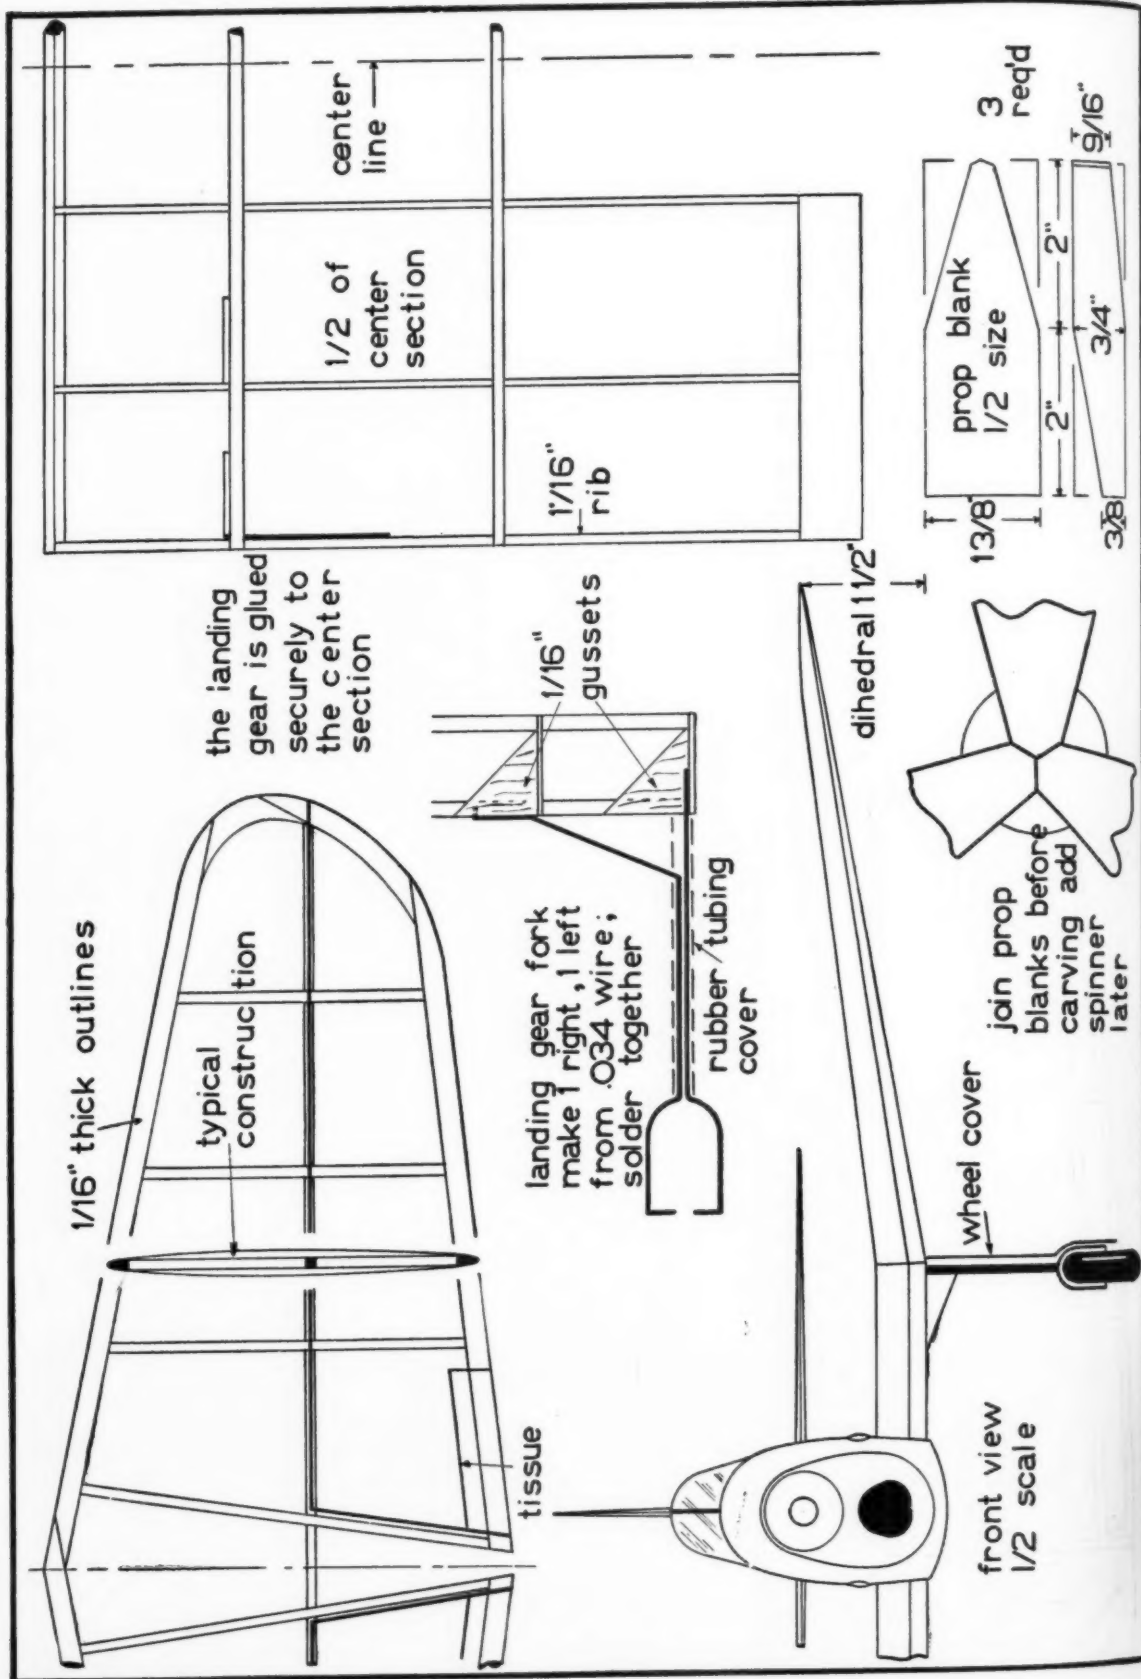 1/16" thick outlines
typical
construction
tissue
the landing
gear is glued
securely to
the center
section
center
line
1/2 of
center
section
1/16"
rib
landing gear fork
make 1 right, 1 left
from .034 wire;
solder together
1/16"
gussets
rubber tubing
cover
front view
1/2 scale
wheel cover
dihedral 1 1/2"
join prop
blanks before
carving add
spinner
later
prop blank
1/2 size
3
req'd
1 3/8"
2"
2"
3/8"
3/4"
9/16"